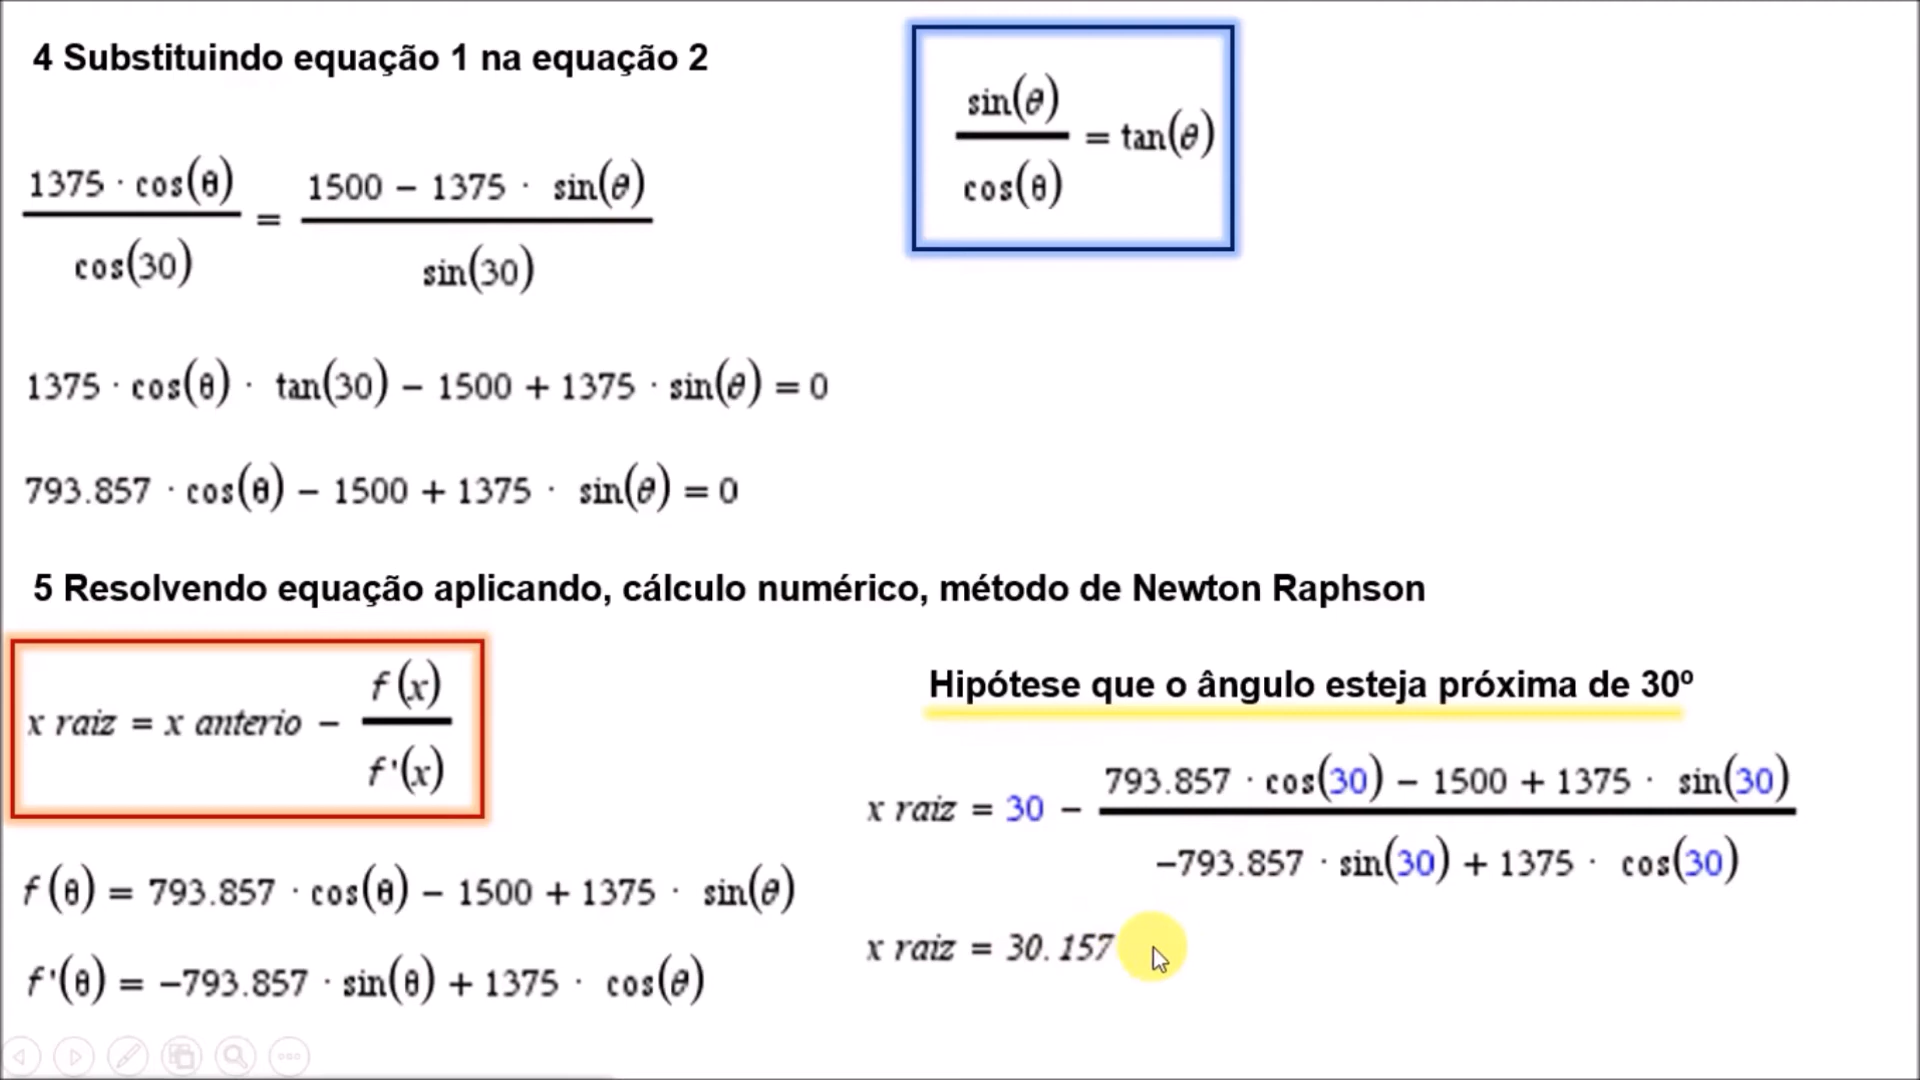 4 Substituindo equação 1 na equação 2
sin(θ)
cos(θ)
= tan(θ)
1375 · cos(θ)
cos(30)
=
1500 − 1375 · sin(θ)
sin(30)
1375 · cos(θ) · tan(30) − 1500 + 1375 · sin(θ) = 0
793.857 · cos(θ) − 1500 + 1375 · sin(θ) = 0
5 Resolvendo equação aplicando, cálculo numérico, método de Newton Raphson
x raiz = x anterio −
f(x)
f'(x)
f(θ) = 793.857 · cos(θ) − 1500 + 1375 · sin(θ)
f'(θ) = −793.857 · sin(θ) + 1375 · cos(θ)
Hipótese que o ângulo esteja próxima de 30º
x raiz = 30 −
793.857 · cos(30) − 1500 + 1375 · sin(30)
−793.857 · sin(30) + 1375 · cos(30)
x raiz = 30.157